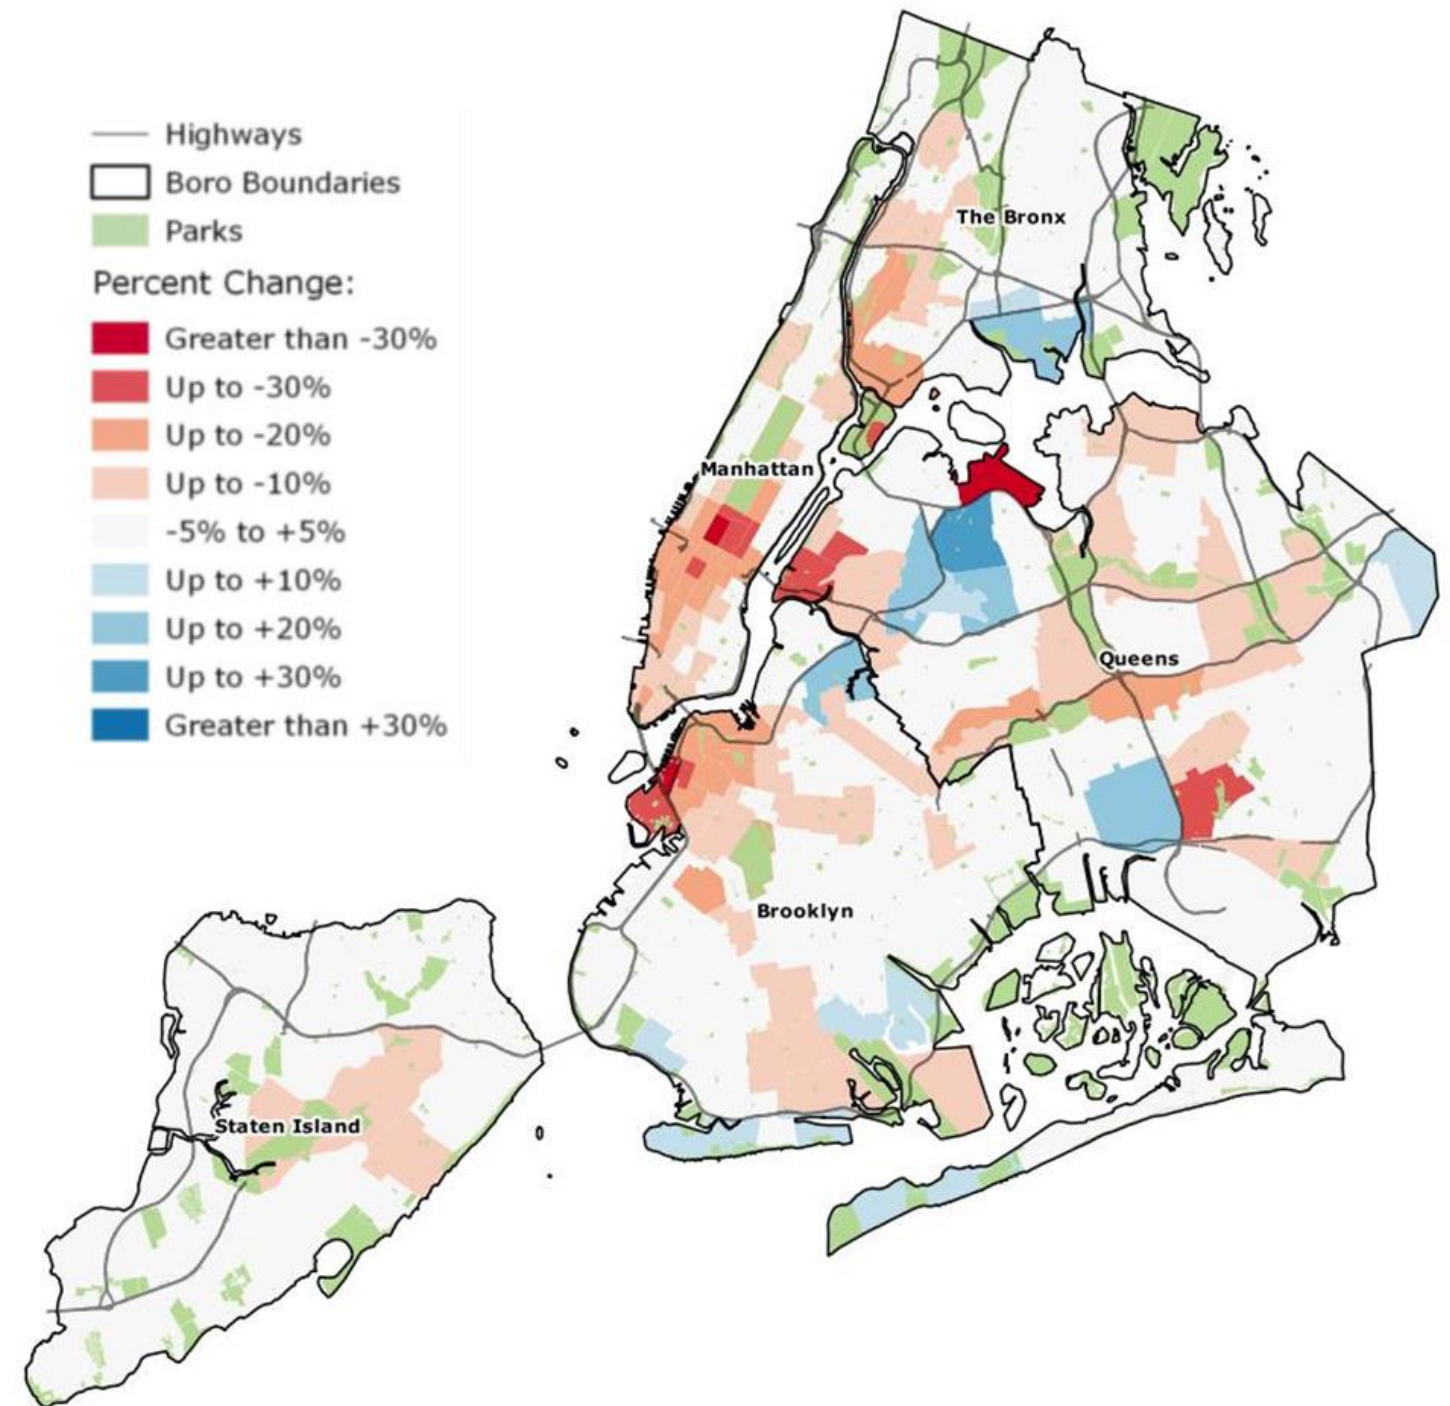 Highways
Boro Boundaries
Parks
Percent Change:
Greater than -30%
Up to -30%
Up to -20%
Up to -10%
-5% to +5%
Up to +10%
Up to +20%
Up to +30%
Greater than +30%
The Bronx
Manhattan
Queens
Brooklyn
Staten Island